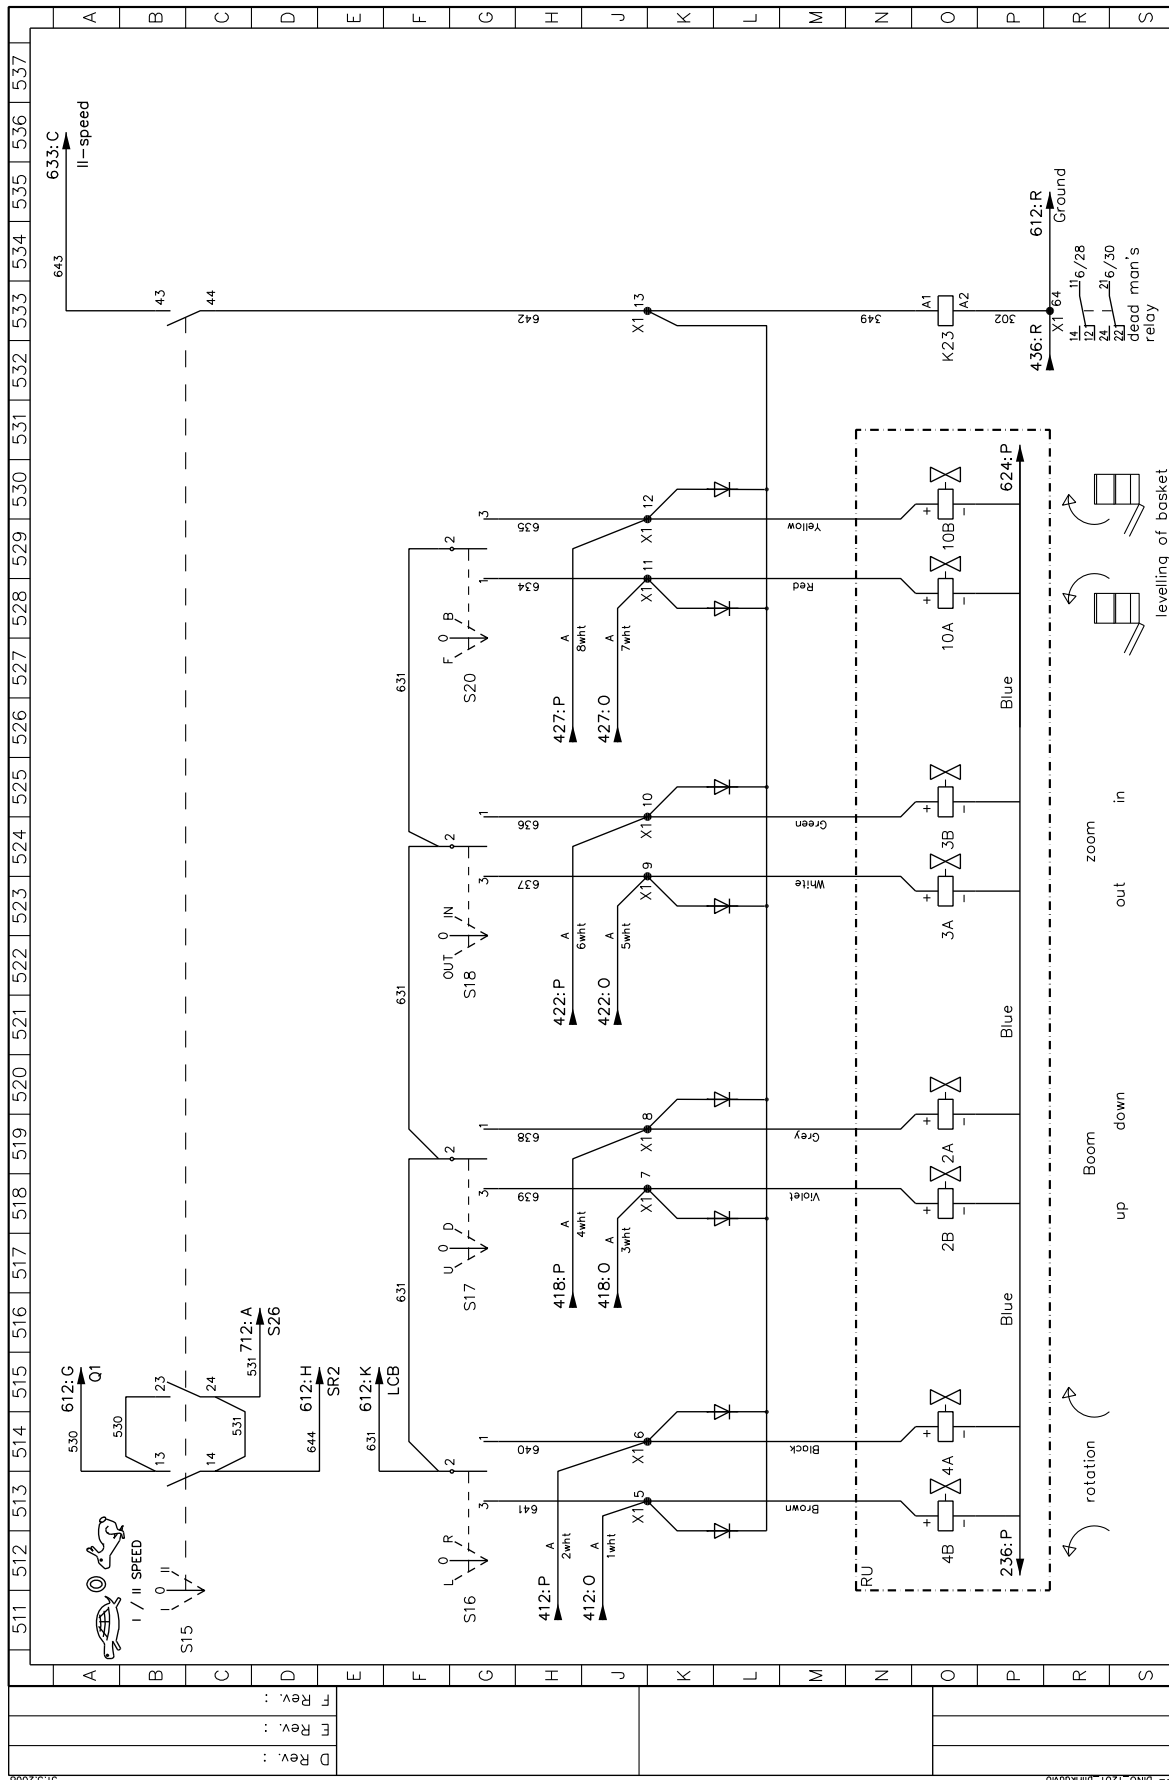 A B C D E F G H J K L M N O P R S
537
536
535
534
533
532
531
530
529
528
527
526
525
524
523
522
521
520
519
518
517
516
515
514
513
512
511
A B C D E F G H J K L M N O P R S
633:C
II-speed
643
43
44
642
X1 13
349
A1
K23
A2
302
X1 64
436:R
612:R
Ground
14 11 6/28
12
24 21 6/30
22
dead man's
relay
631
2
3
1
F 0 B
S20
635
634
X1 12
X1 11
A
8wht
A
7wht
427:P
427:O
Yellow
Red
+ 10B -
+ 10A -
624:P
Blue
levelling of basket
631
2
1
3
OUT 0 IN
S18
636
637
X1 10
X1 9
A
6wht
A
5wht
422:P
422:O
Green
White
+ 3B -
+ 3A -
Blue
zoom
in
out
631
2
1
3
U 0 D
S17
638
639
X1 8
X1 7
A
4wht
A
3wht
418:P
418:O
Grey
Violet
+ 2A -
+ 2B -
Blue
Boom
down
up
612:G
Q1
530
530
23
13
24
14
531
531
712:A
S26
644
612:H
SR2
631
612:K
LCB
I / II SPEED
I 0 II
S15
2
1
3
L 0 R
S16
640
641
X1 6
X1 5
A
2wht
A
1wht
412:P
412:O
Black
Brown
+ 4A -
+ 4B -
236:P
RU
rotation
F Rev. :
E Rev. :
D Rev. :